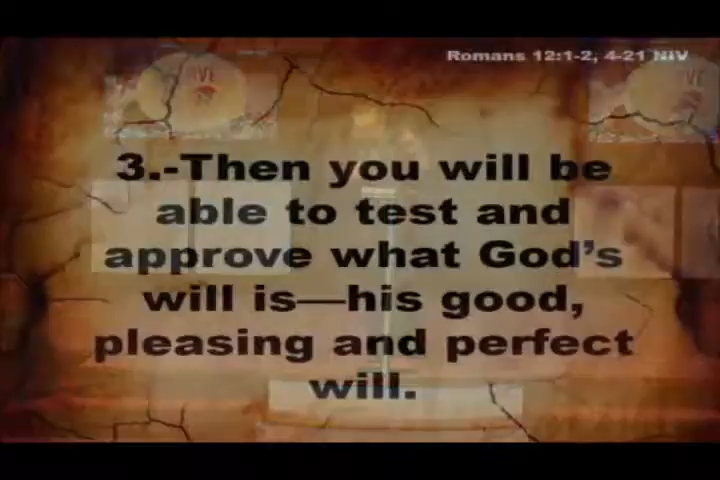 Romans 12:1-2, 4-21 NIV
3.-Then you will be
able to test and
approve what God's
will is—his good,
pleasing and perfect
will.